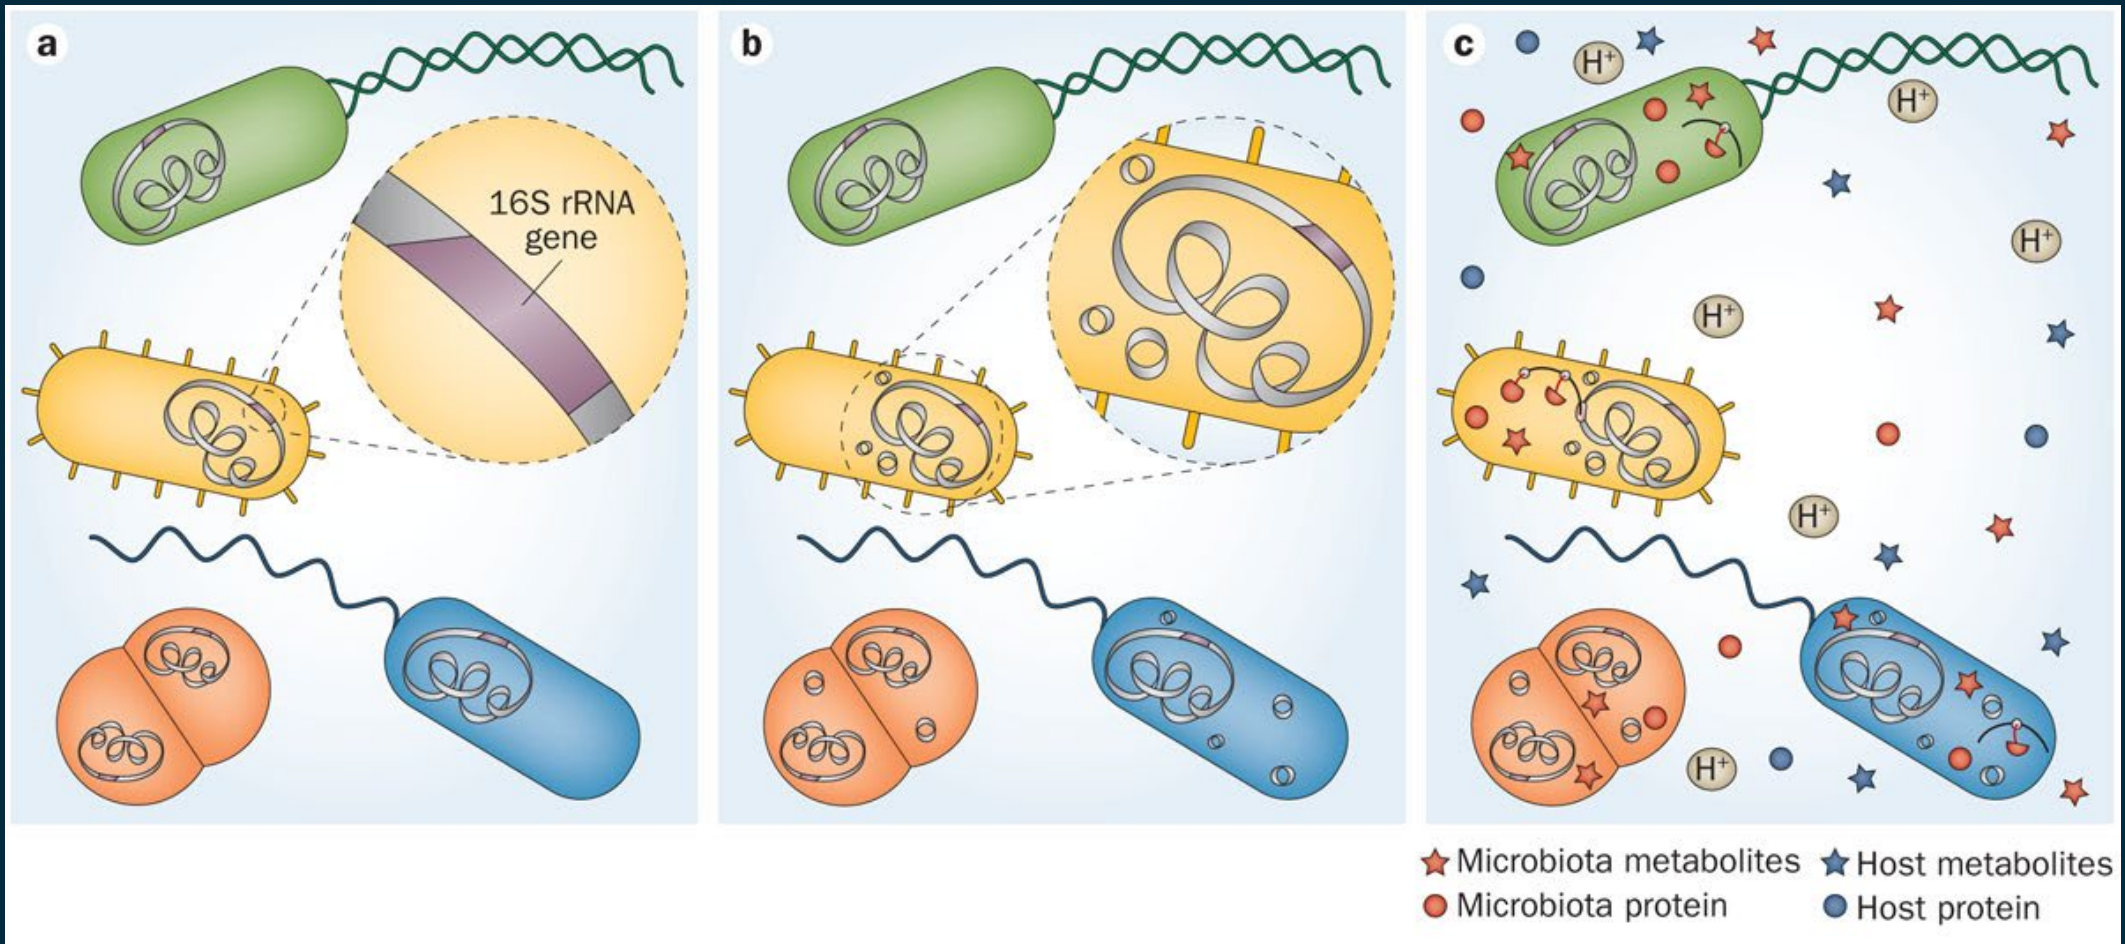 a
16S rRNA
gene
b
c
H⁺
H⁺
H⁺
H⁺
H⁺
H⁺
Microbiota metabolites
Host metabolites
Microbiota protein
Host protein